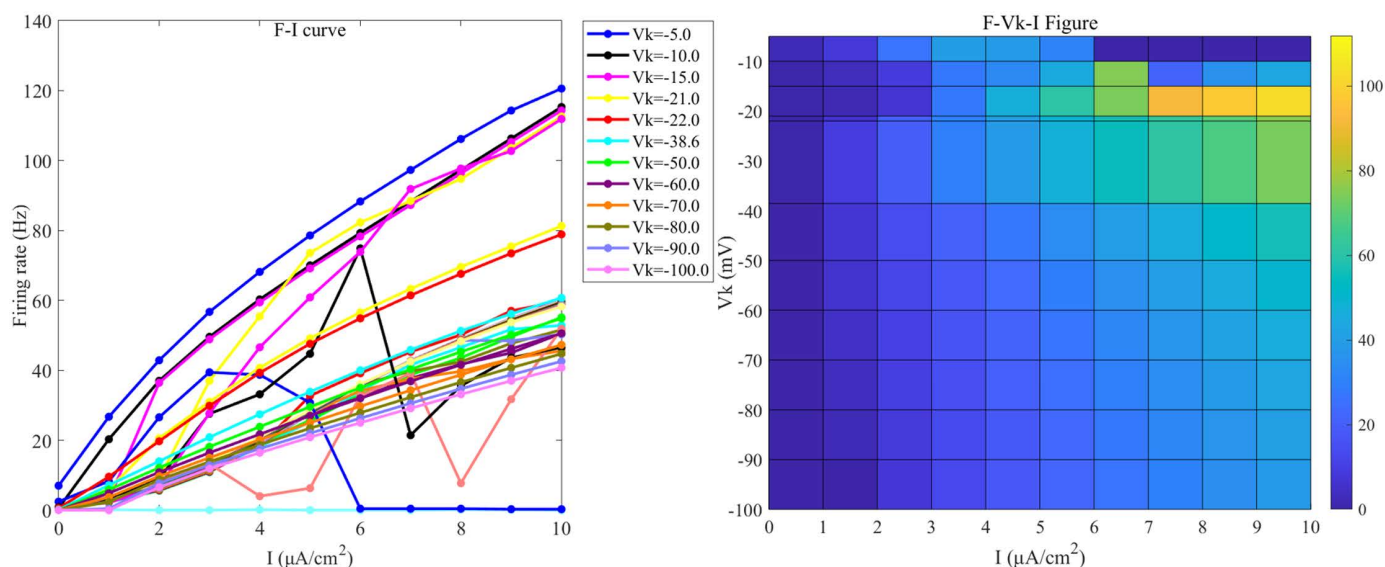 F-I curve
140
120
100
80
60
40
20
0
Firing rate (Hz)
0 2 4 6 8 10
I (μA/cm²)
Vk=-5.0
Vk=-10.0
Vk=-15.0
Vk=-21.0
Vk=-22.0
Vk=-38.6
Vk=-50.0
Vk=-60.0
Vk=-70.0
Vk=-80.0
Vk=-90.0
Vk=-100.0
F-Vk-I Figure
-10
-20
-30
-40
-50
-60
-70
-80
-90
-100
Vk (mV)
0 1 2 3 4 5 6 7 8 9 10
I (μA/cm²)
100
80
60
40
20
0